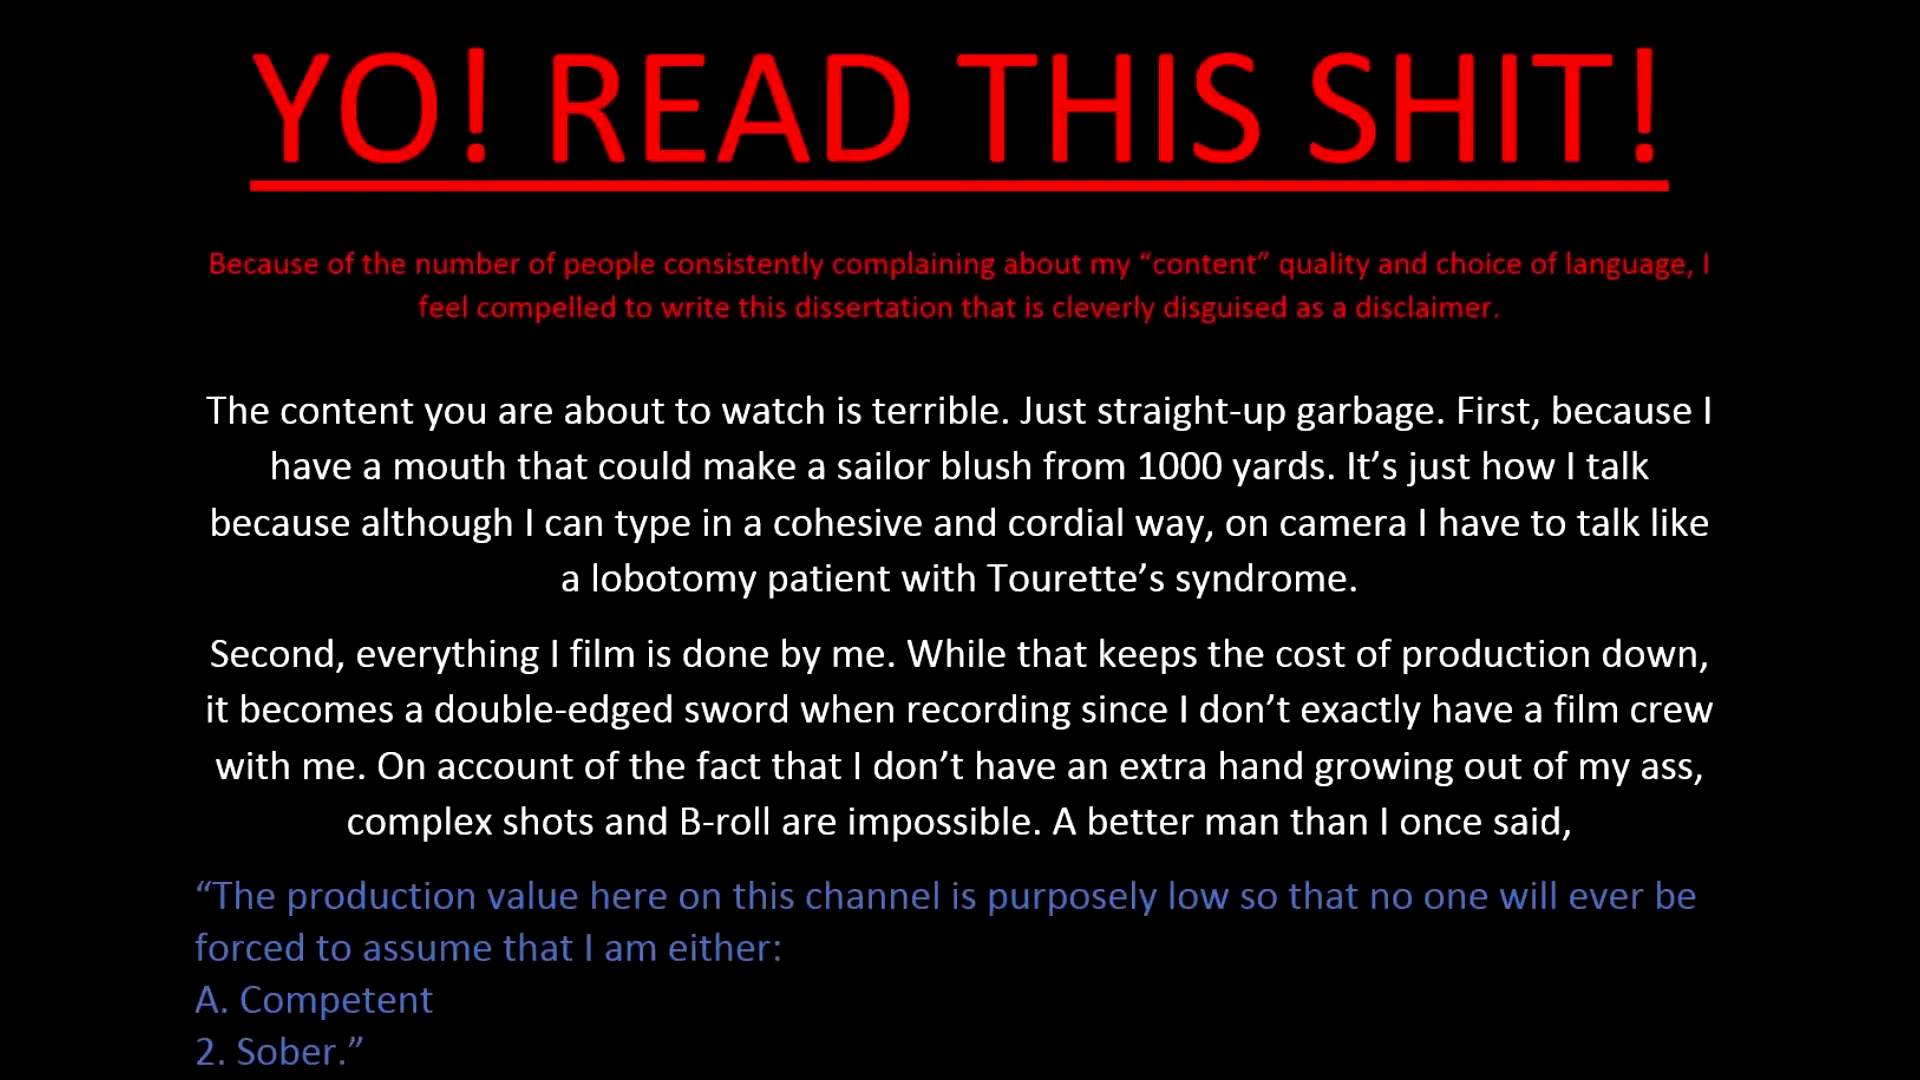 YO! READ THIS SHIT!
Because of the number of people consistently complaining about my “content” quality and choice of language, I
feel compelled to write this dissertation that is cleverly disguised as a disclaimer.
The content you are about to watch is terrible. Just straight-up garbage. First, because I
have a mouth that could make a sailor blush from 1000 yards. It’s just how I talk
because although I can type in a cohesive and cordial way, on camera I have to talk like
a lobotomy patient with Tourette’s syndrome.
Second, everything I film is done by me. While that keeps the cost of production down,
it becomes a double-edged sword when recording since I don’t exactly have a film crew
with me. On account of the fact that I don’t have an extra hand growing out of my ass,
complex shots and B-roll are impossible. A better man than I once said,
“The production value here on this channel is purposely low so that no one will ever be
forced to assume that I am either:
A. Competent
2. Sober.”